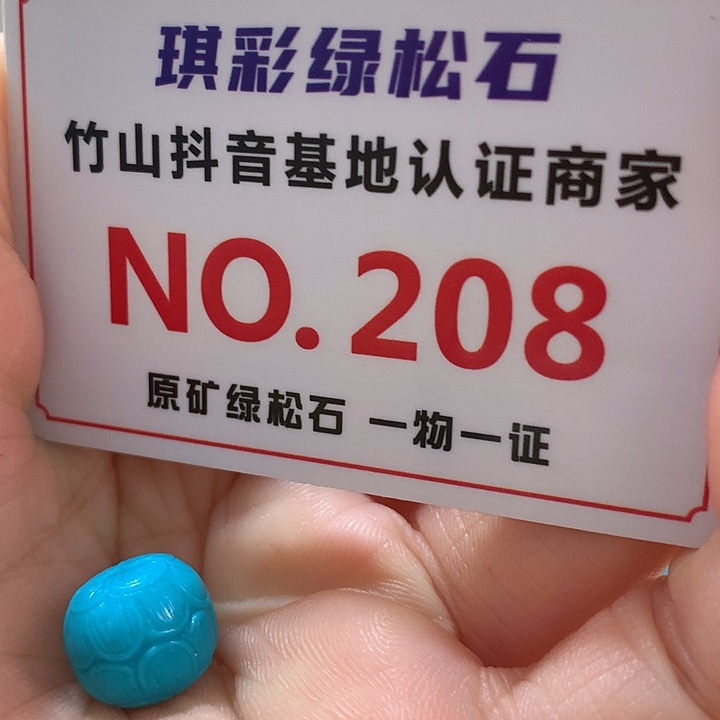 琪彩绿松石
竹山抖音基地认证商家
NO.208
原矿绿松石 一物一证